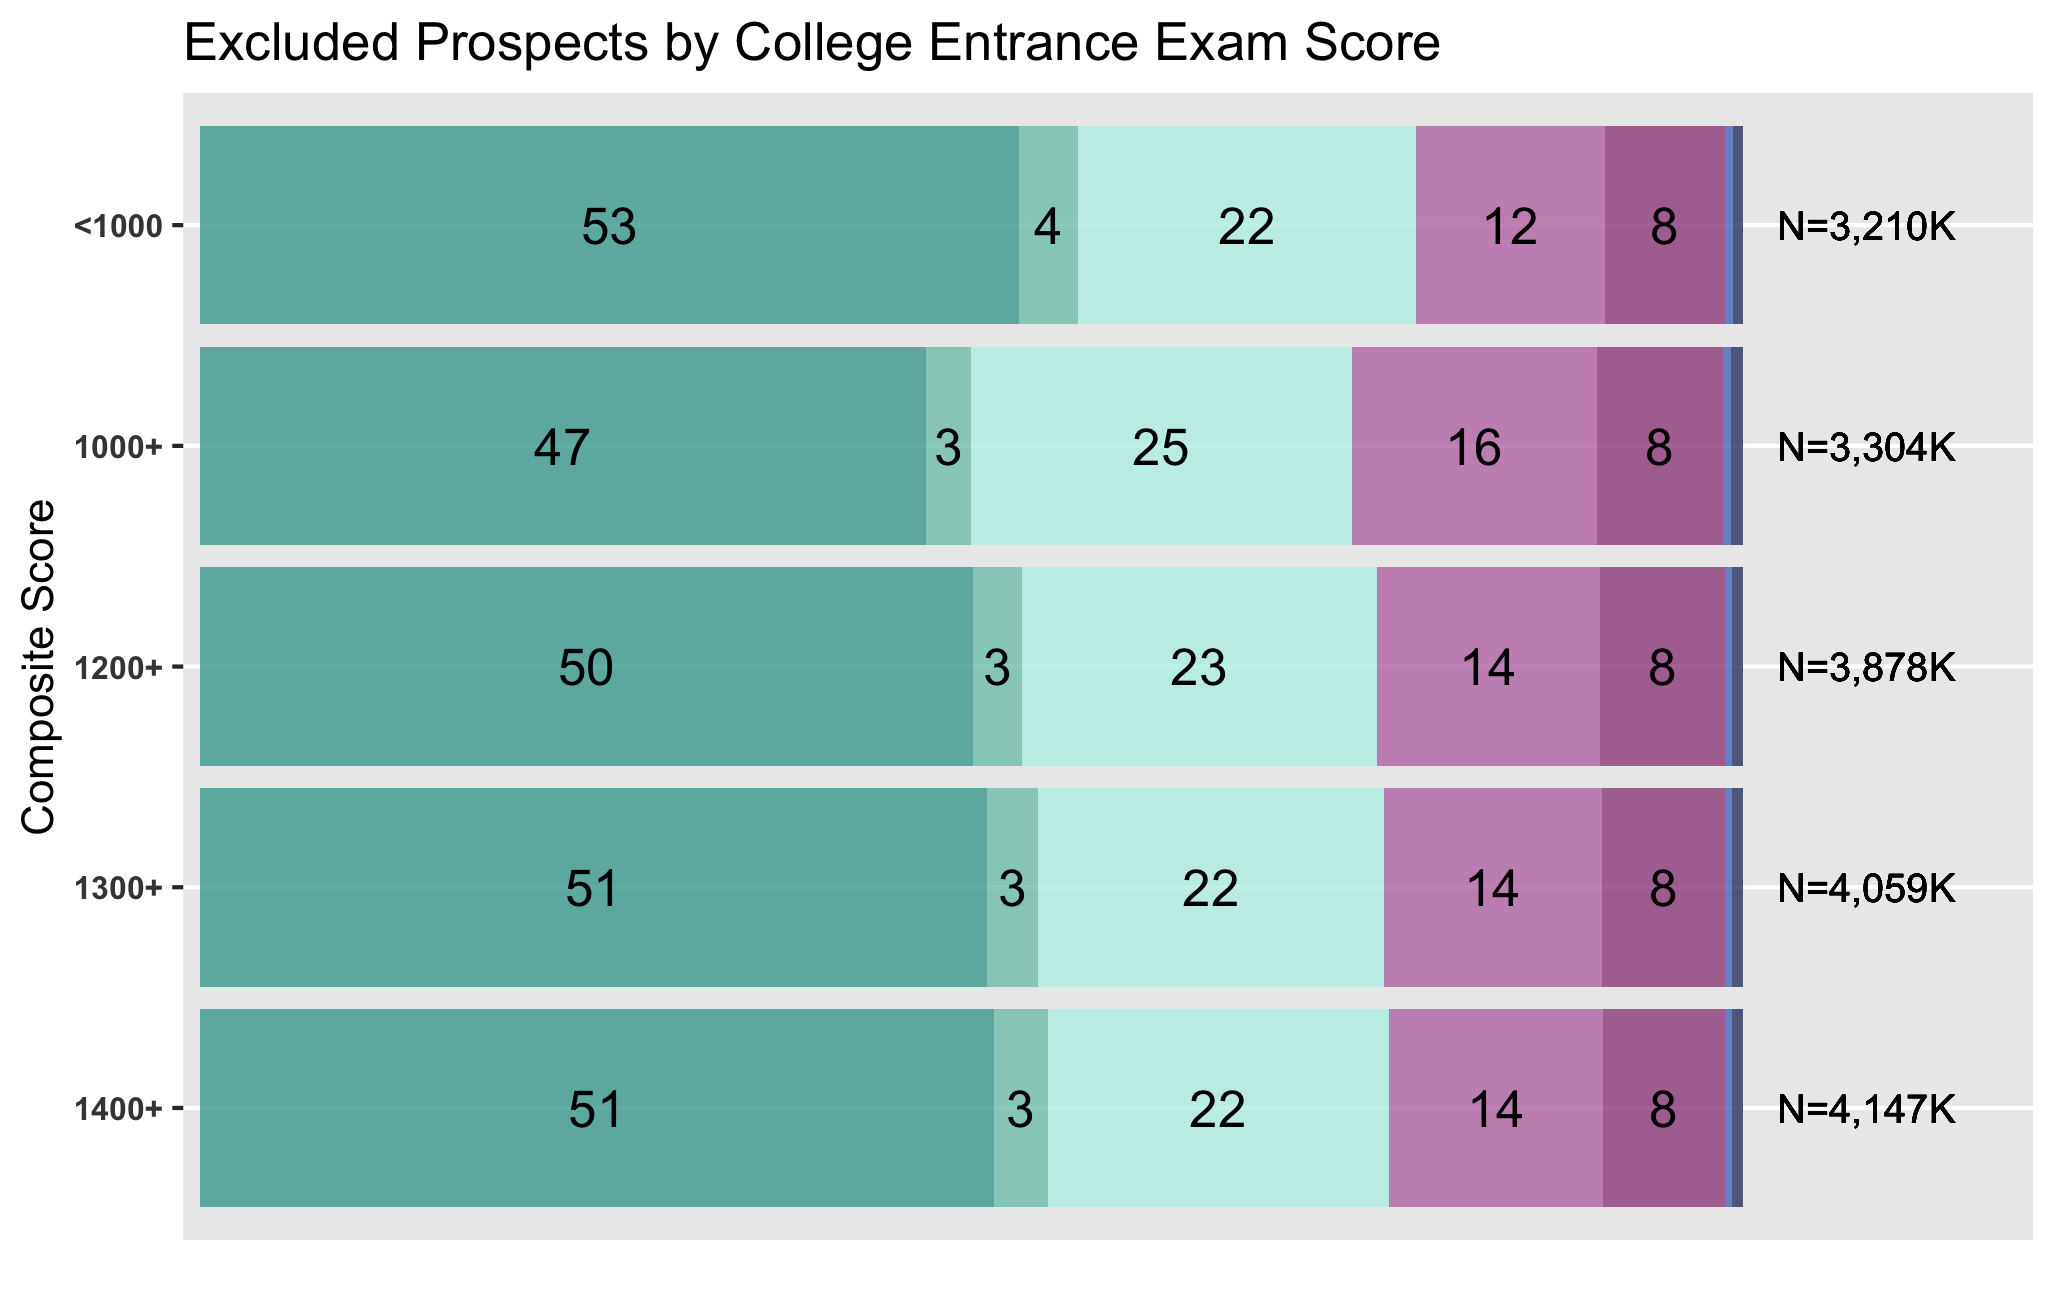 Excluded Prospects by College Entrance Exam Score
Composite Score
<1000 53 4 22 12 8 N=3,210K
1000+ 47 3 25 16 8 N=3,304K
1200+ 50 3 23 14 8 N=3,878K
1300+ 51 3 22 14 8 N=4,059K
1400+ 51 3 22 14 8 N=4,147K